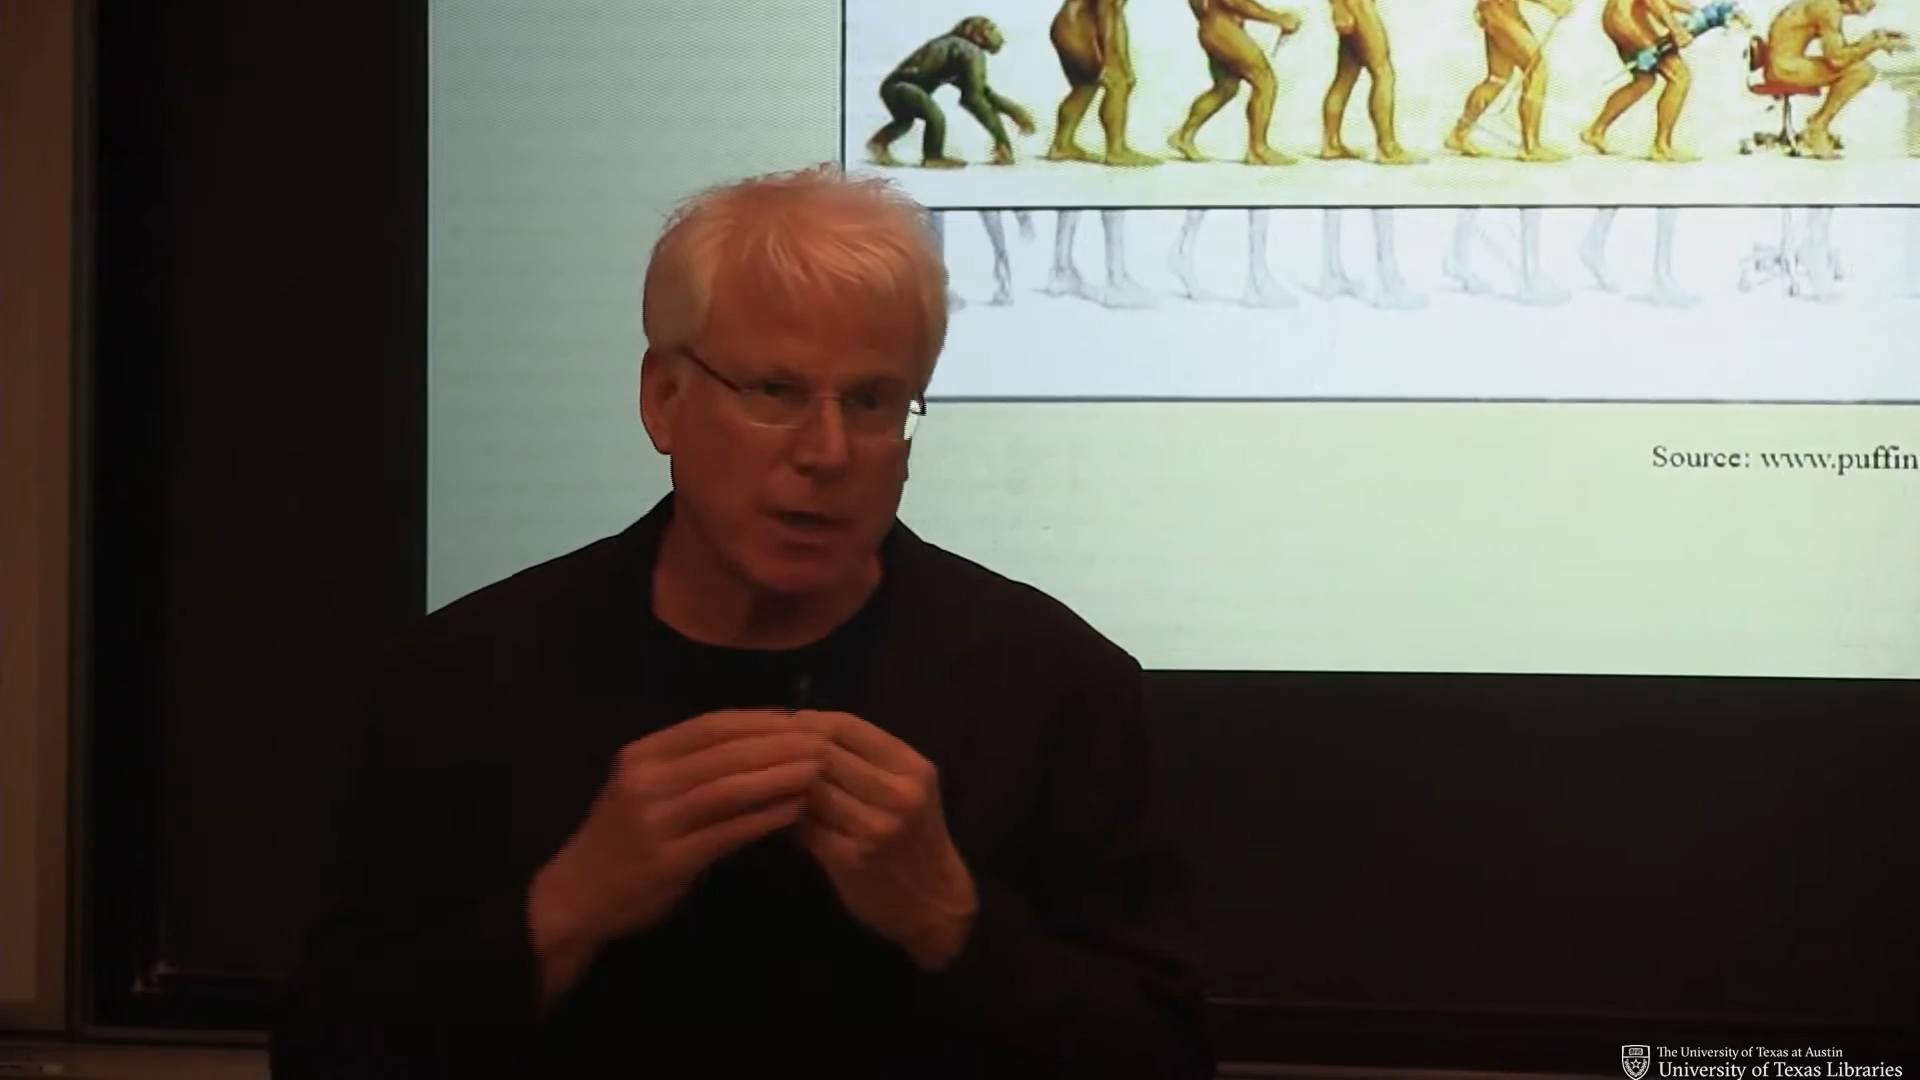 Source: www.puffin
The University of Texas at Austin
University of Texas Libraries